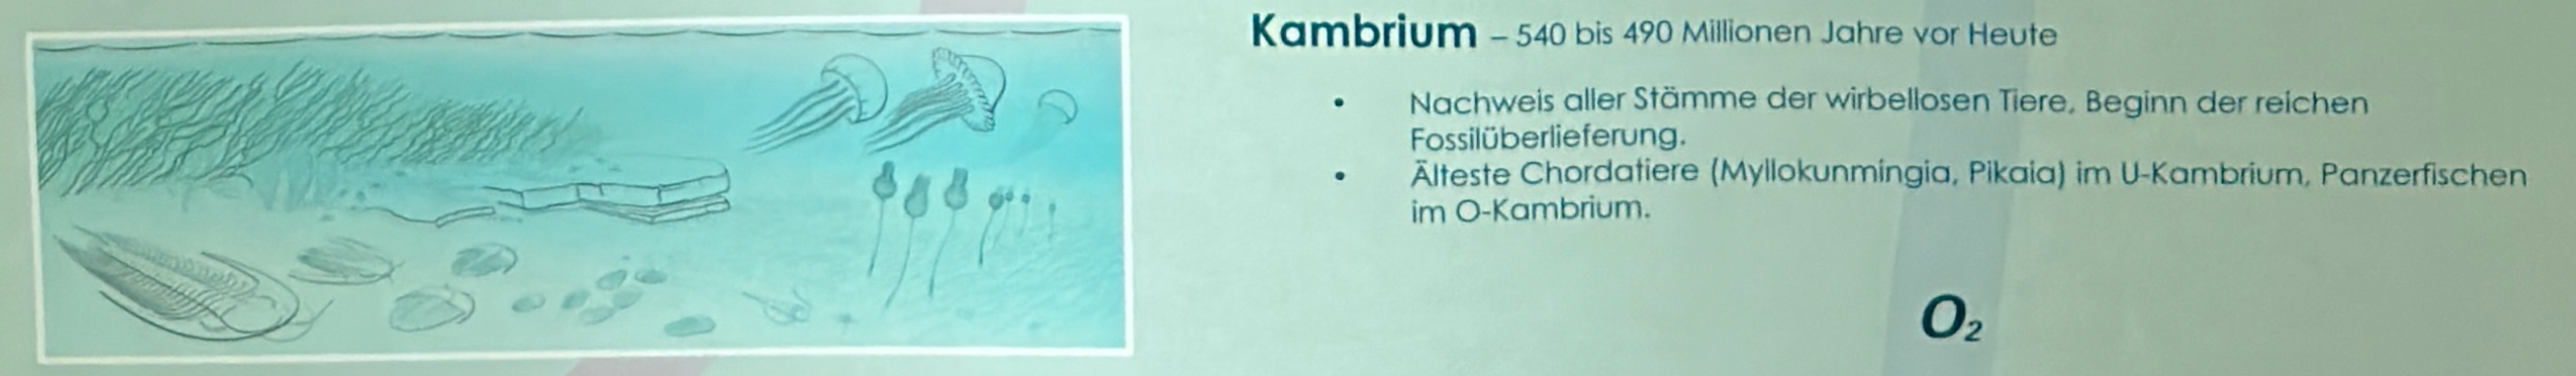 Kambrium – 540 bis 490 Millionen Jahre vor Heute
• Nachweis aller Stämme der wirbellosen Tiere. Beginn der reichen
Fossilüberlieferung.
• Älteste Chordatiere (Myllokunmingia, Pikaia) im U-Kambrium, Panzerfischen
im O-Kambrium.
O₂